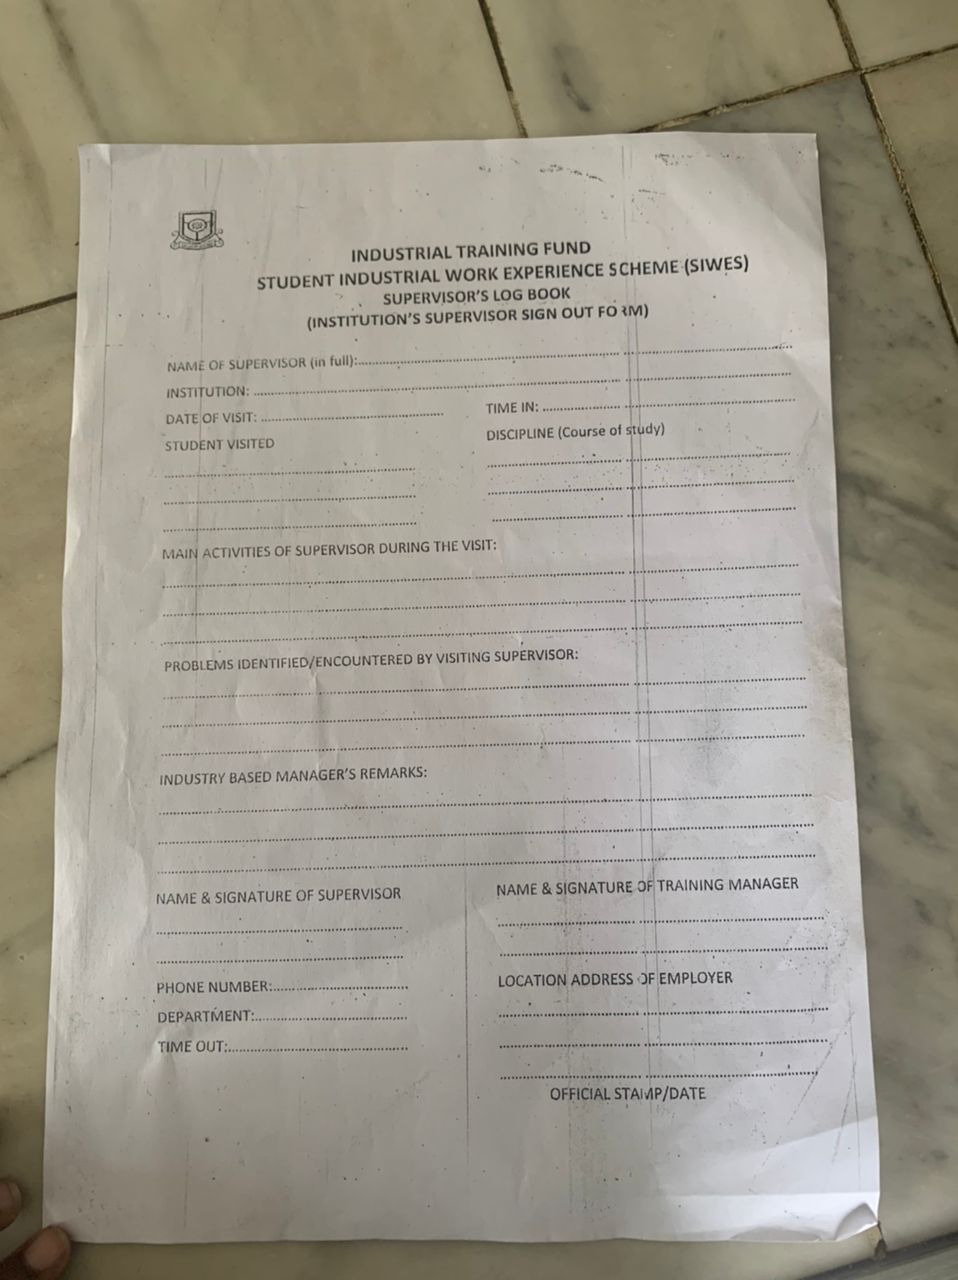 INDUSTRIAL TRAINING FUND
STUDENT INDUSTRIAL WORK EXPERIENCE SCHEME (SIWES)
SUPERVISOR'S LOG BOOK
(INSTITUTION'S SUPERVISOR SIGN OUT FORM)
NAME OF SUPERVISOR (in full):
INSTITUTION:
DATE OF VISIT: TIME IN:
STUDENT VISITED DISCIPLINE (Course of study)
MAIN ACTIVITIES OF SUPERVISOR DURING THE VISIT:
PROBLEMS IDENTIFIED/ENCOUNTERED BY VISITING SUPERVISOR:
INDUSTRY BASED MANAGER'S REMARKS:
NAME & SIGNATURE OF SUPERVISOR
PHONE NUMBER:
DEPARTMENT:
TIME OUT:
NAME & SIGNATURE OF TRAINING MANAGER
LOCATION ADDRESS OF EMPLOYER
OFFICIAL STAMP/DATE